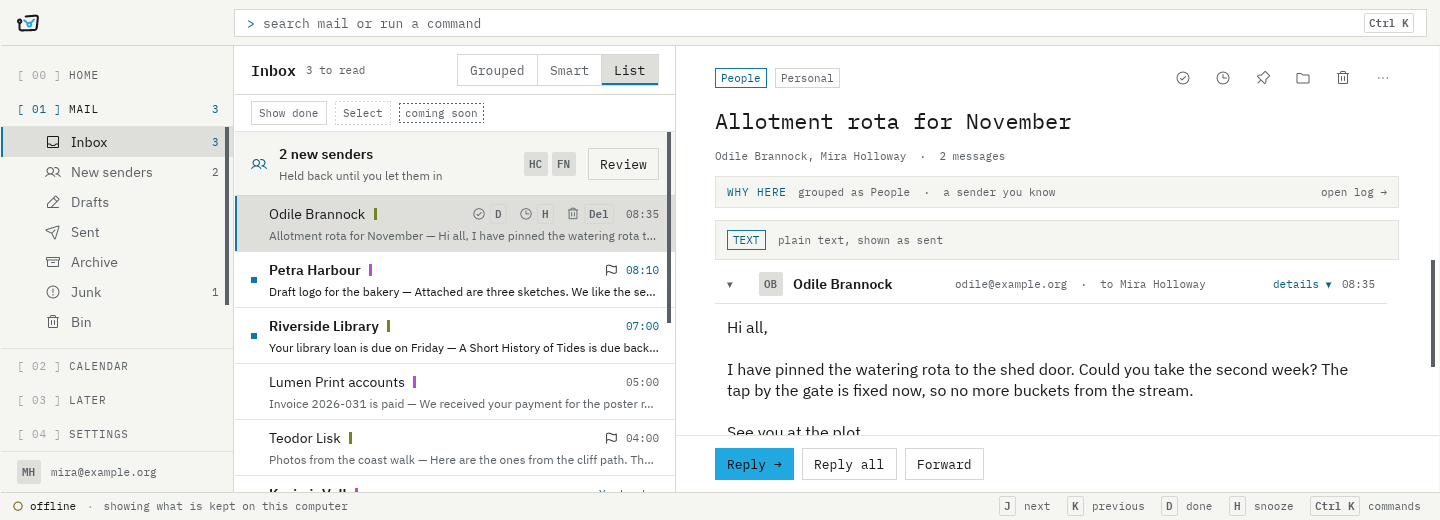 > search mail or run a command
Ctrl K
[ 00 ] HOME
[ 01 ] MAIL 3
Inbox 3
New senders 2
Drafts
Sent
Archive
Junk 1
Bin
[ 02 ] CALENDAR
[ 03 ] LATER
[ 04 ] SETTINGS
MH mira@example.org
Inbox 3 to read
Grouped Smart List
Show done Select coming soon
2 new senders
Held back until you let them in
HC FN Review
Odile Brannock D H Del 08:35
Allotment rota for November — Hi all, I have pinned the watering rota t…
Petra Harbour 08:10
Draft logo for the bakery — Attached are three sketches. We like the se…
Riverside Library 07:00
Your library loan is due on Friday — A Short History of Tides is due back…
Lumen Print accounts 05:00
Invoice 2026-031 is paid — We received your payment for the poster r…
Teodor Lisk 04:00
Photos from the coast walk — Here are the ones from the cliff path. Th…
People Personal
Allotment rota for November
Odile Brannock, Mira Holloway · 2 messages
WHY HERE grouped as People · a sender you know open log →
TEXT plain text, shown as sent
OB Odile Brannock odile@example.org · to Mira Holloway details ▾ 08:35
Hi all,
I have pinned the watering rota to the shed door. Could you take the second week? The
tap by the gate is fixed now, so no more buckets from the stream.
See you at the plot
Reply → Reply all Forward
offline · showing what is kept on this computer
J next K previous D done H snooze Ctrl K commands